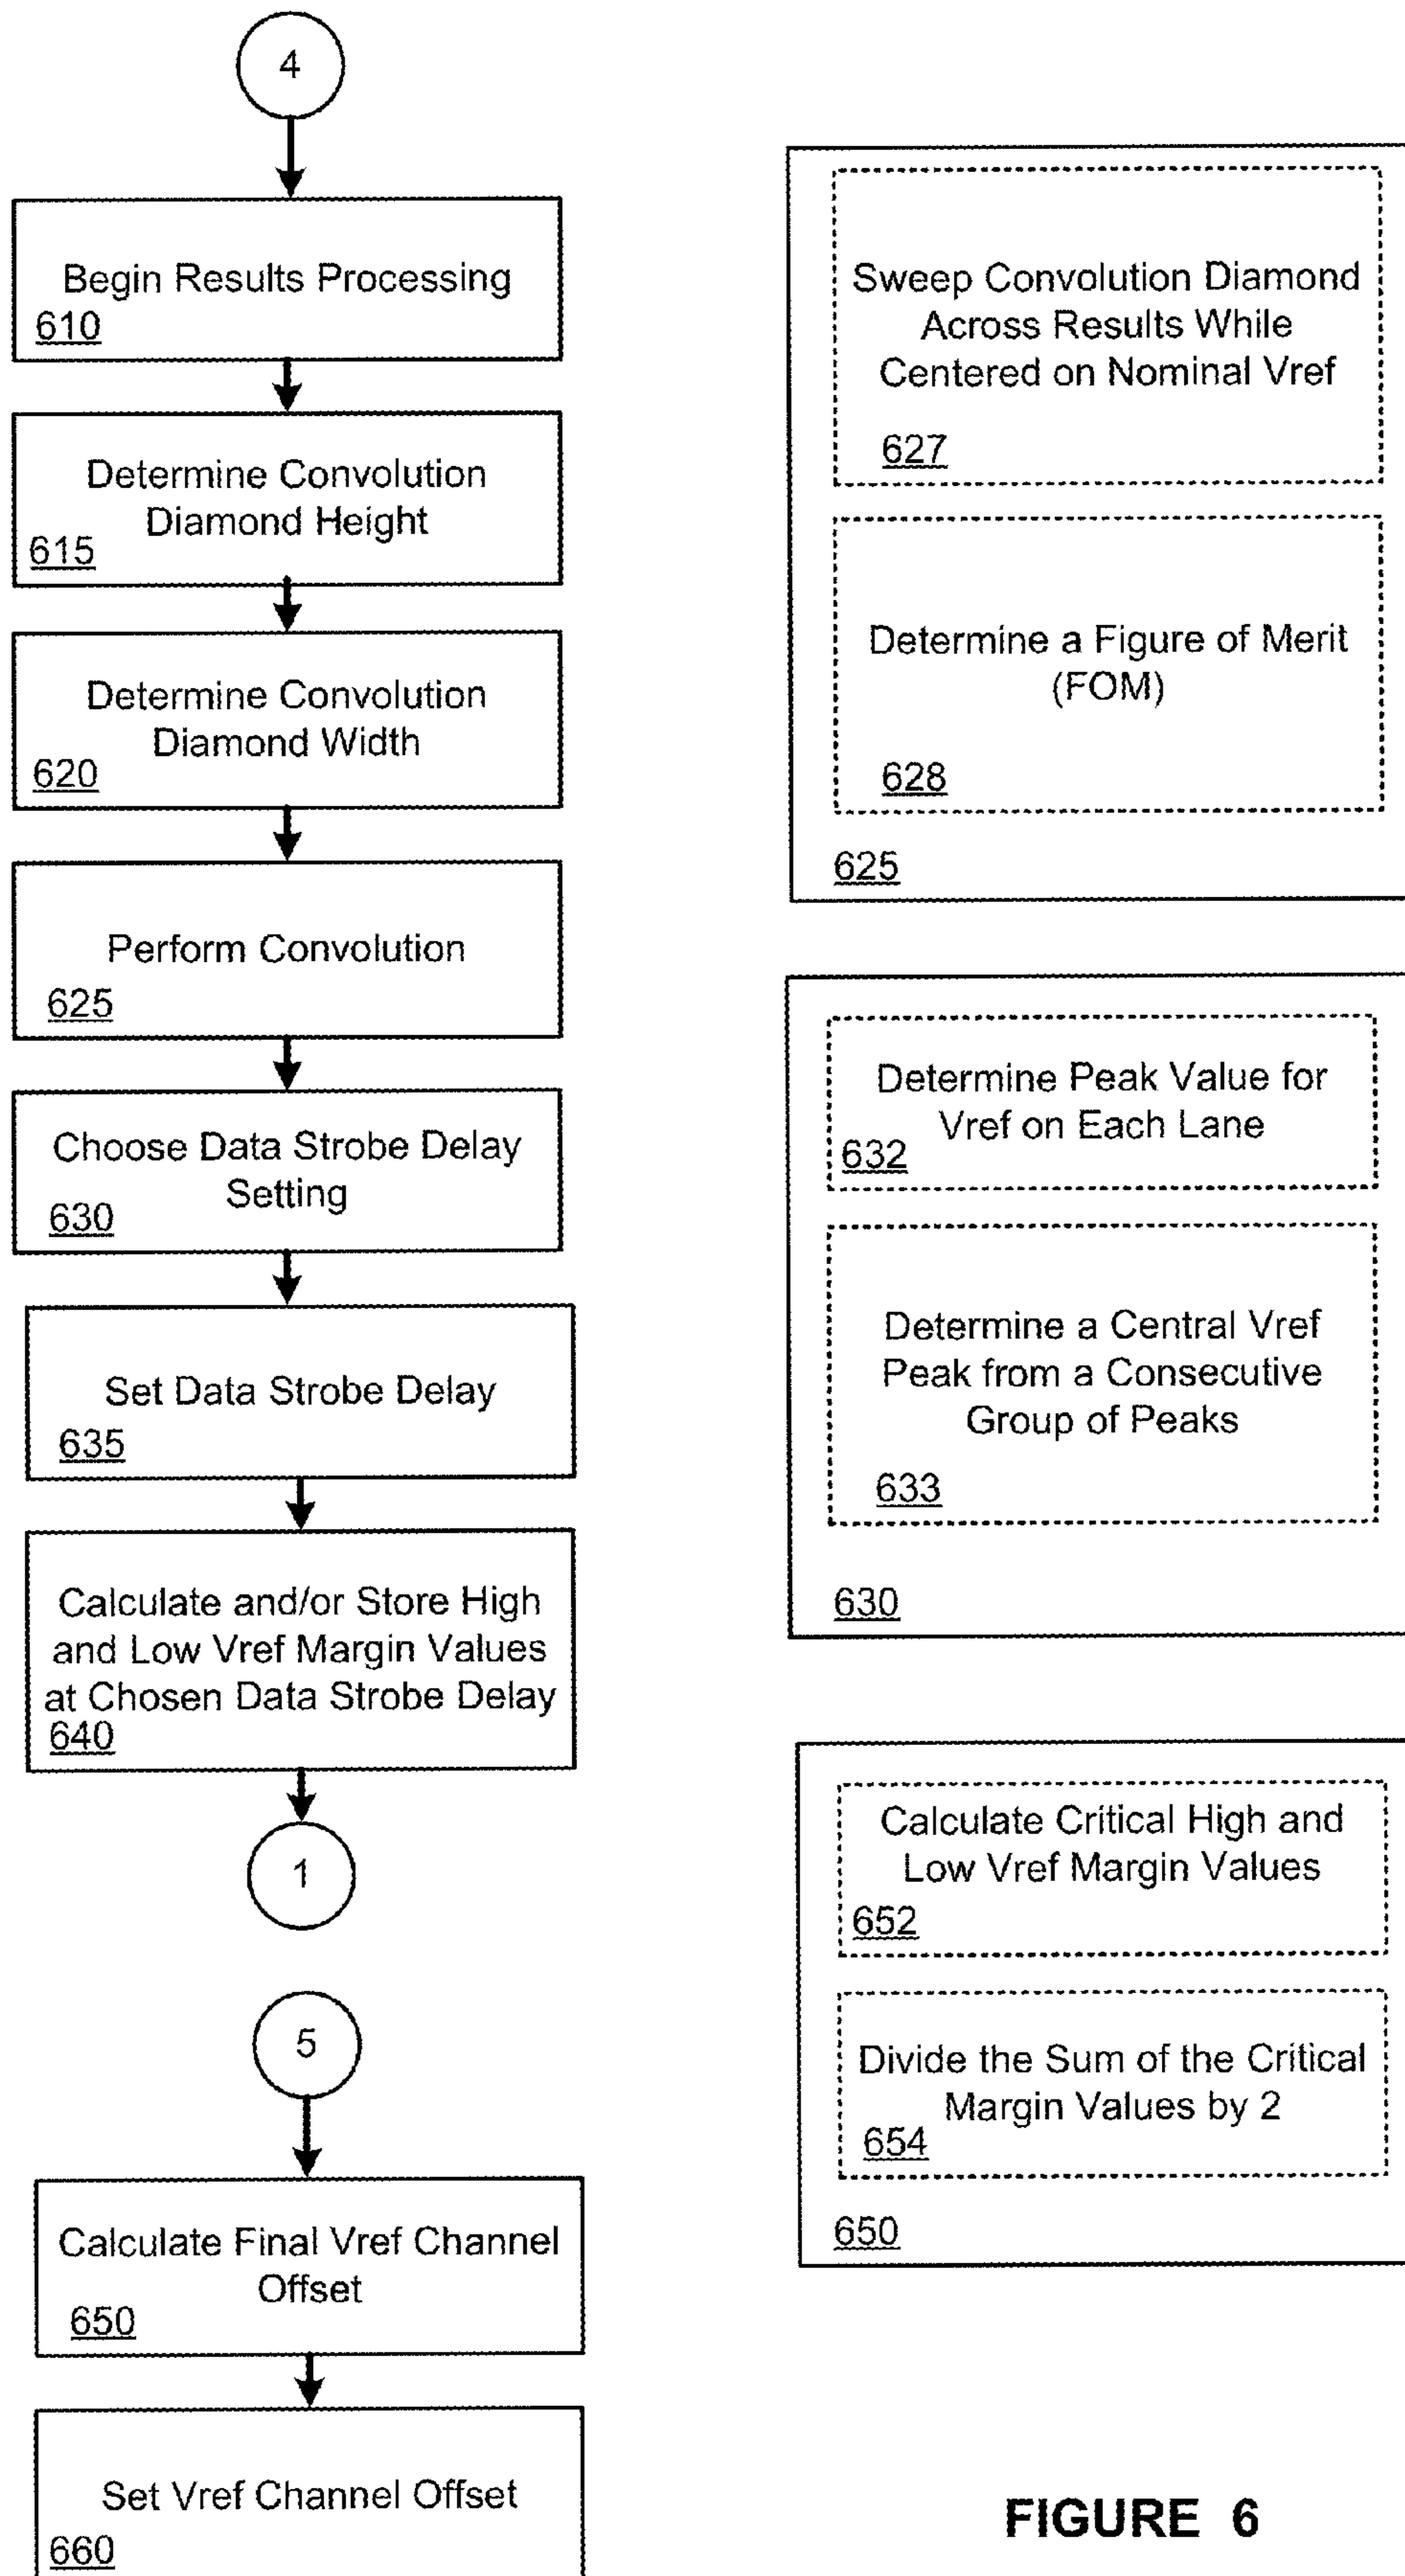 4
Begin Results Processing
610
Determine Convolution
Diamond Height
615
Determine Convolution
Diamond Width
620
Perform Convolution
625
Choose Data Strobe Delay
Setting
630
Set Data Strobe Delay
635
Calculate and/or Store High
and Low Vref Margin Values
at Chosen Data Strobe Delay
640
1
5
Calculate Final Vref Channel
Offset
650
Set Vref Channel Offset
660
Sweep Convolution Diamond
Across Results While
Centered on Nominal Vref
627
Determine a Figure of Merit
(FOM)
628
625
Determine Peak Value for
Vref on Each Lane
632
Determine a Central Vref
Peak from a Consecutive
Group of Peaks
633
630
Calculate Critical High and
Low Vref Margin Values
652
Divide the Sum of the Critical
Margin Values by 2
654
650
FIGURE 6